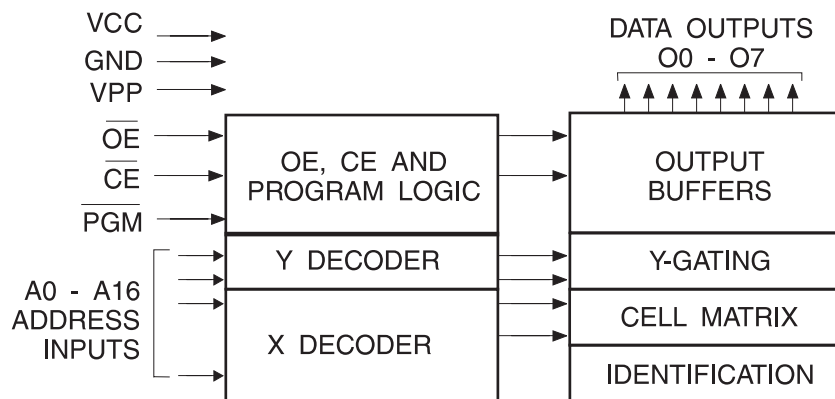 VCC
GND
VPP
OE
CE
PGM
A0 - A16
ADDRESS
INPUTS
OE, CE AND
PROGRAM LOGIC
Y DECODER
X DECODER
DATA OUTPUTS
O0 - O7
OUTPUT
BUFFERS
Y-GATING
CELL MATRIX
IDENTIFICATION